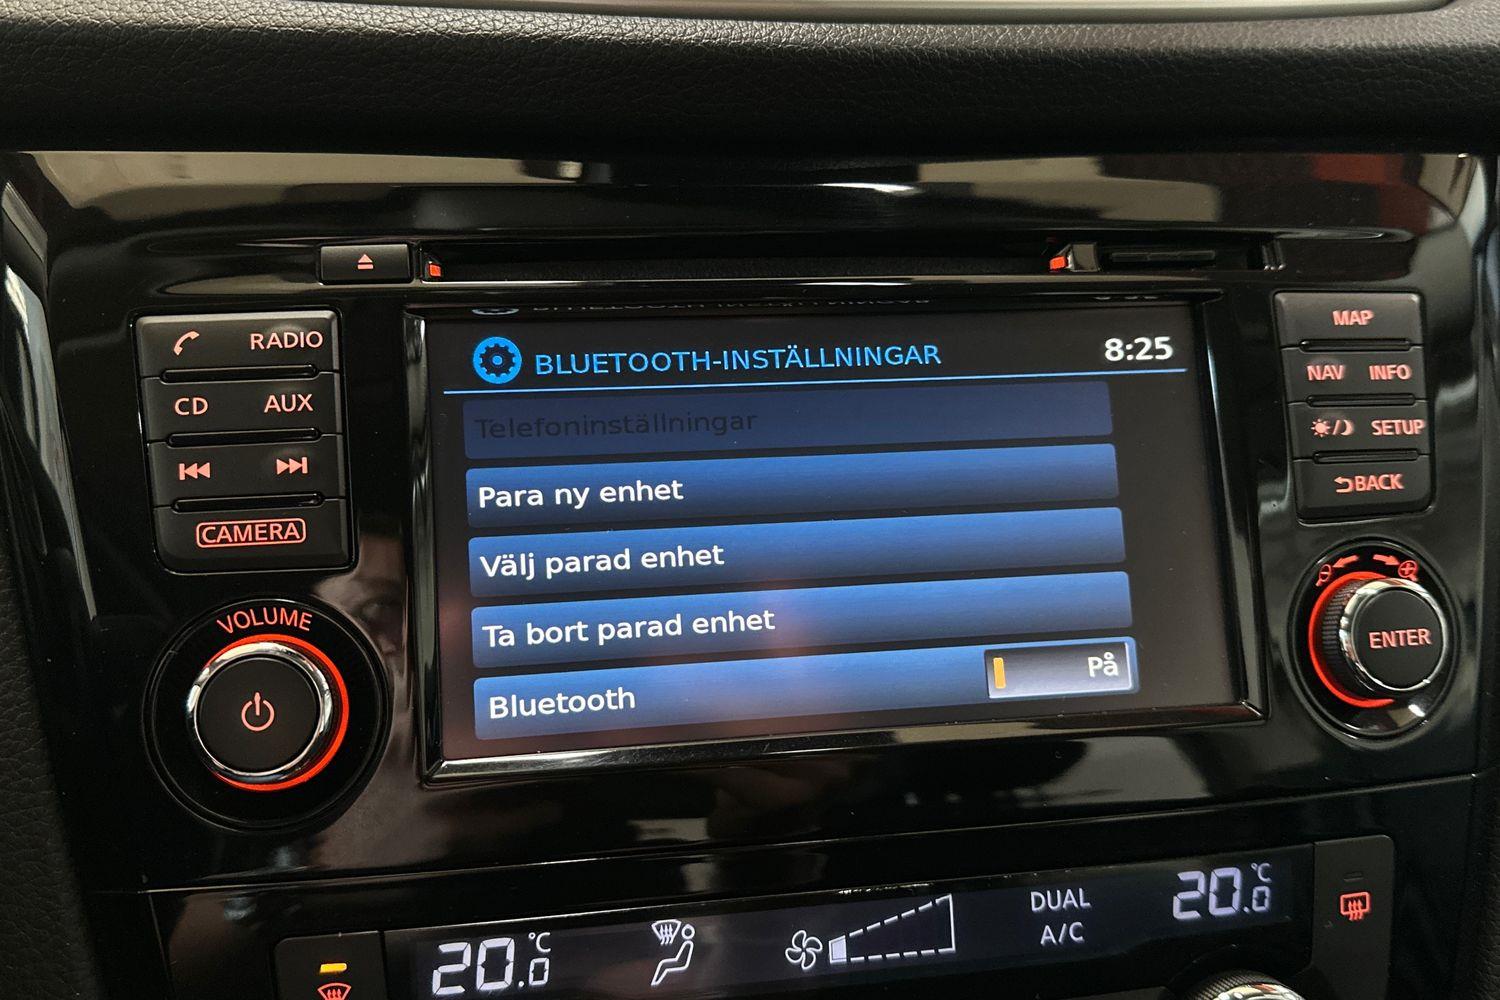 RADIO
CD AUX
CAMERA
VOLUME
BLUETOOTH-INSTÄLLNINGAR 8:25
Telefoninställningar
Para ny enhet
Välj parad enhet
Ta bort parad enhet
Bluetooth På
MAP
NAV INFO
SETUP
BACK
ENTER
20.0 °C
DUAL
A/C
20.0 °C